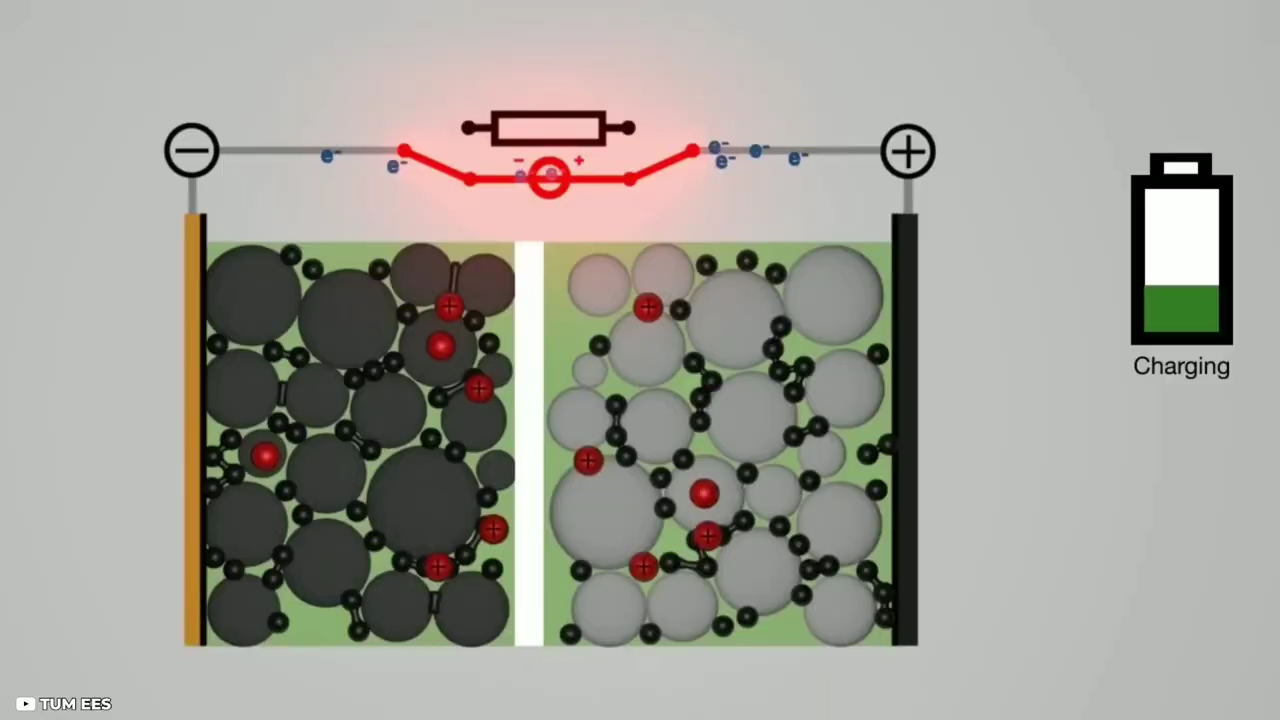 − +
e⁻ e⁻ e⁻ e⁻ e⁻ e⁻
− +
e e
+ + + + + + + +
Charging
TUM EES